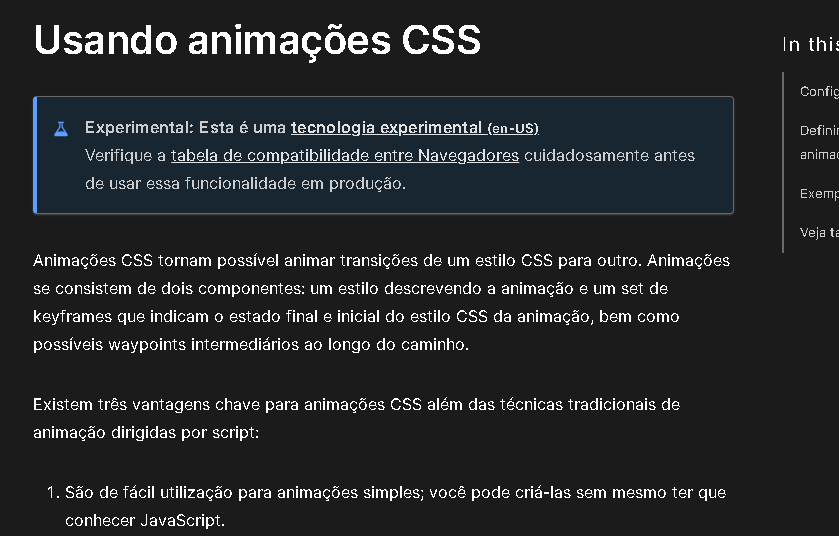 Usando animações CSS
Experimental: Esta é uma tecnologia experimental (en-US)
Verifique a tabela de compatibilidade entre Navegadores cuidadosamente antes
de usar essa funcionalidade em produção.
Animações CSS tornam possível animar transições de um estilo CSS para outro. Animações
se consistem de dois componentes: um estilo descrevendo a animação e um set de
keyframes que indicam o estado final e inicial do estilo CSS da animação, bem como
possíveis waypoints intermediários ao longo do caminho.
Existem três vantagens chave para animações CSS além das técnicas tradicionais de
animação dirigidas por script:
1. São de fácil utilização para animações simples; você pode criá-las sem mesmo ter que
conhecer JavaScript.
In this
Config
Definir
animaç
Exemp
Veja ta